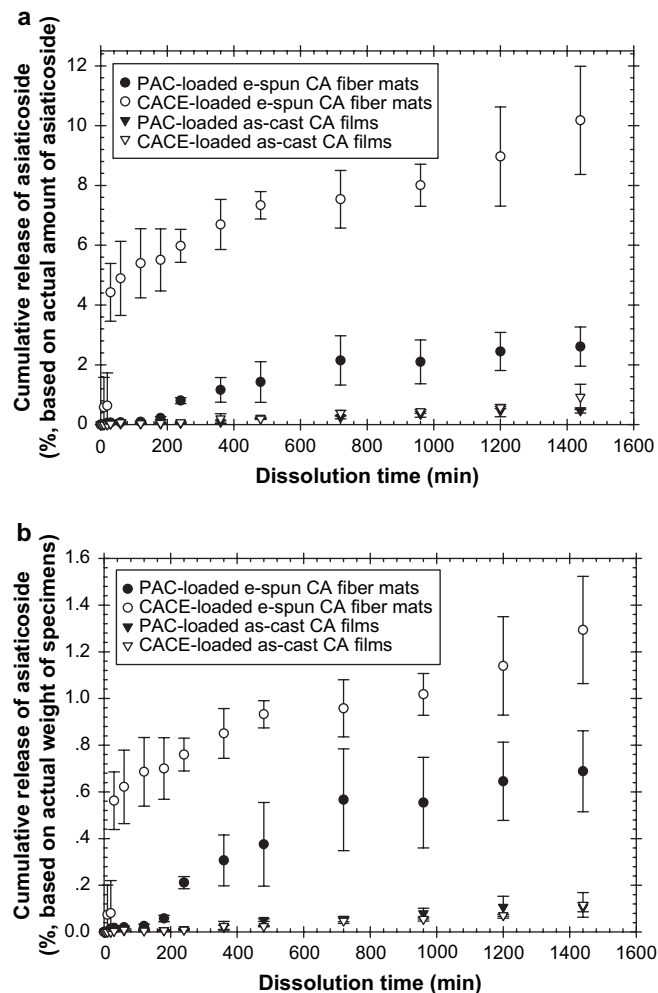 a
Cumulative release of asiaticoside
(%, based on actual amount of asiaticoside)
12
10
8
6
4
2
0
PAC-loaded e-spun CA fiber mats
CACE-loaded e-spun CA fiber mats
PAC-loaded as-cast CA films
CACE-loaded as-cast CA films
0 200 400 600 800 1000 1200 1400 1600
Dissolution time (min)
b
Cumulative release of asiaticoside
(%, based on actual weight of specimens)
1.6
1.4
1.2
1.0
.8
.6
.4
.2
0.0
PAC-loaded e-spun CA fiber mats
CACE-loaded e-spun CA fiber mats
PAC-loaded as-cast CA films
CACE-loaded as-cast CA films
0 200 400 600 800 1000 1200 1400 1600
Dissolution time (min)